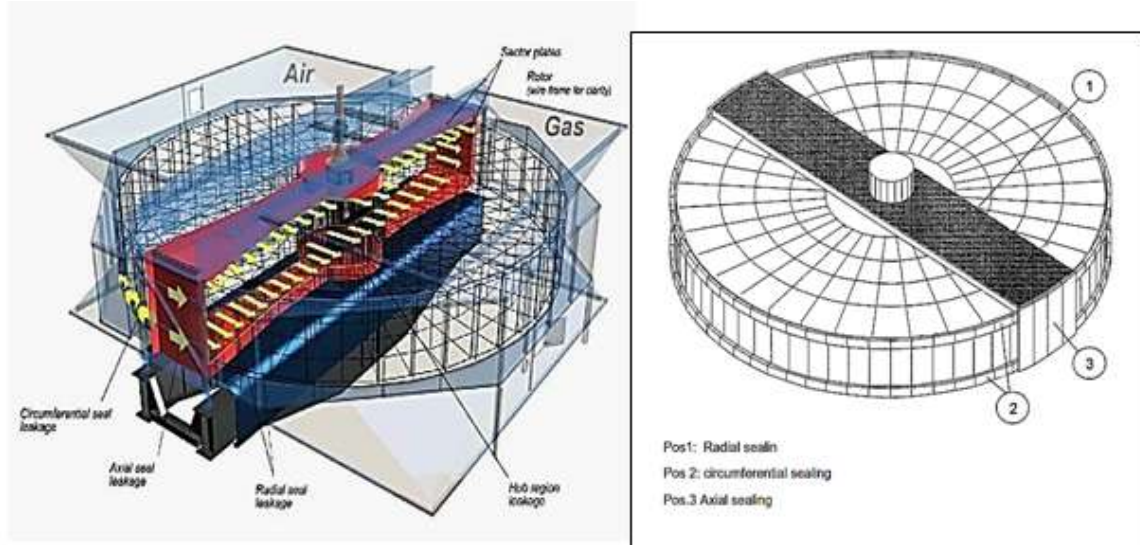 Sector plates
Air
Rotor
(wire frame for clarity)
Gas
Circumferential seal
leakage
Axial seal
leakage
Radial seal
leakage
Hub region
leakage
1
3
2
Pos1: Radial sealin
Pos 2: circumferential sealing
Pos.3 Axial sealing